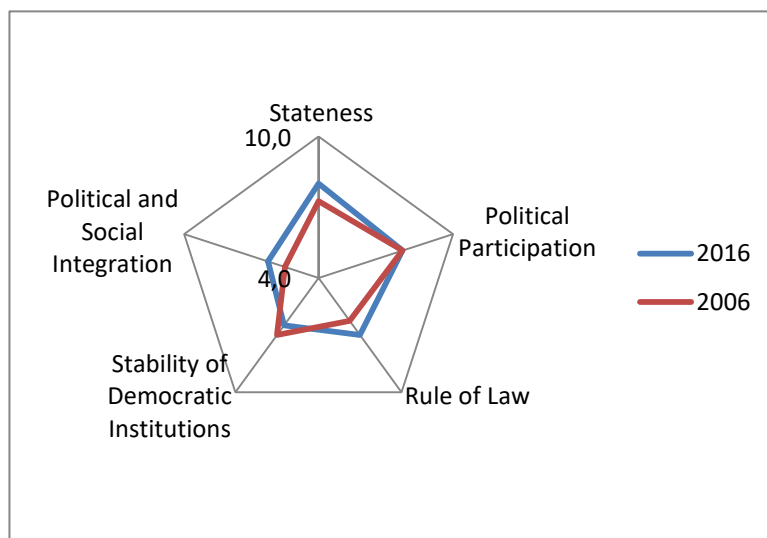 Stateness
10,0
Political and
Social
Integration
Political
Participation
4,0
2016
2006
Stability of
Democratic
Institutions
Rule of Law